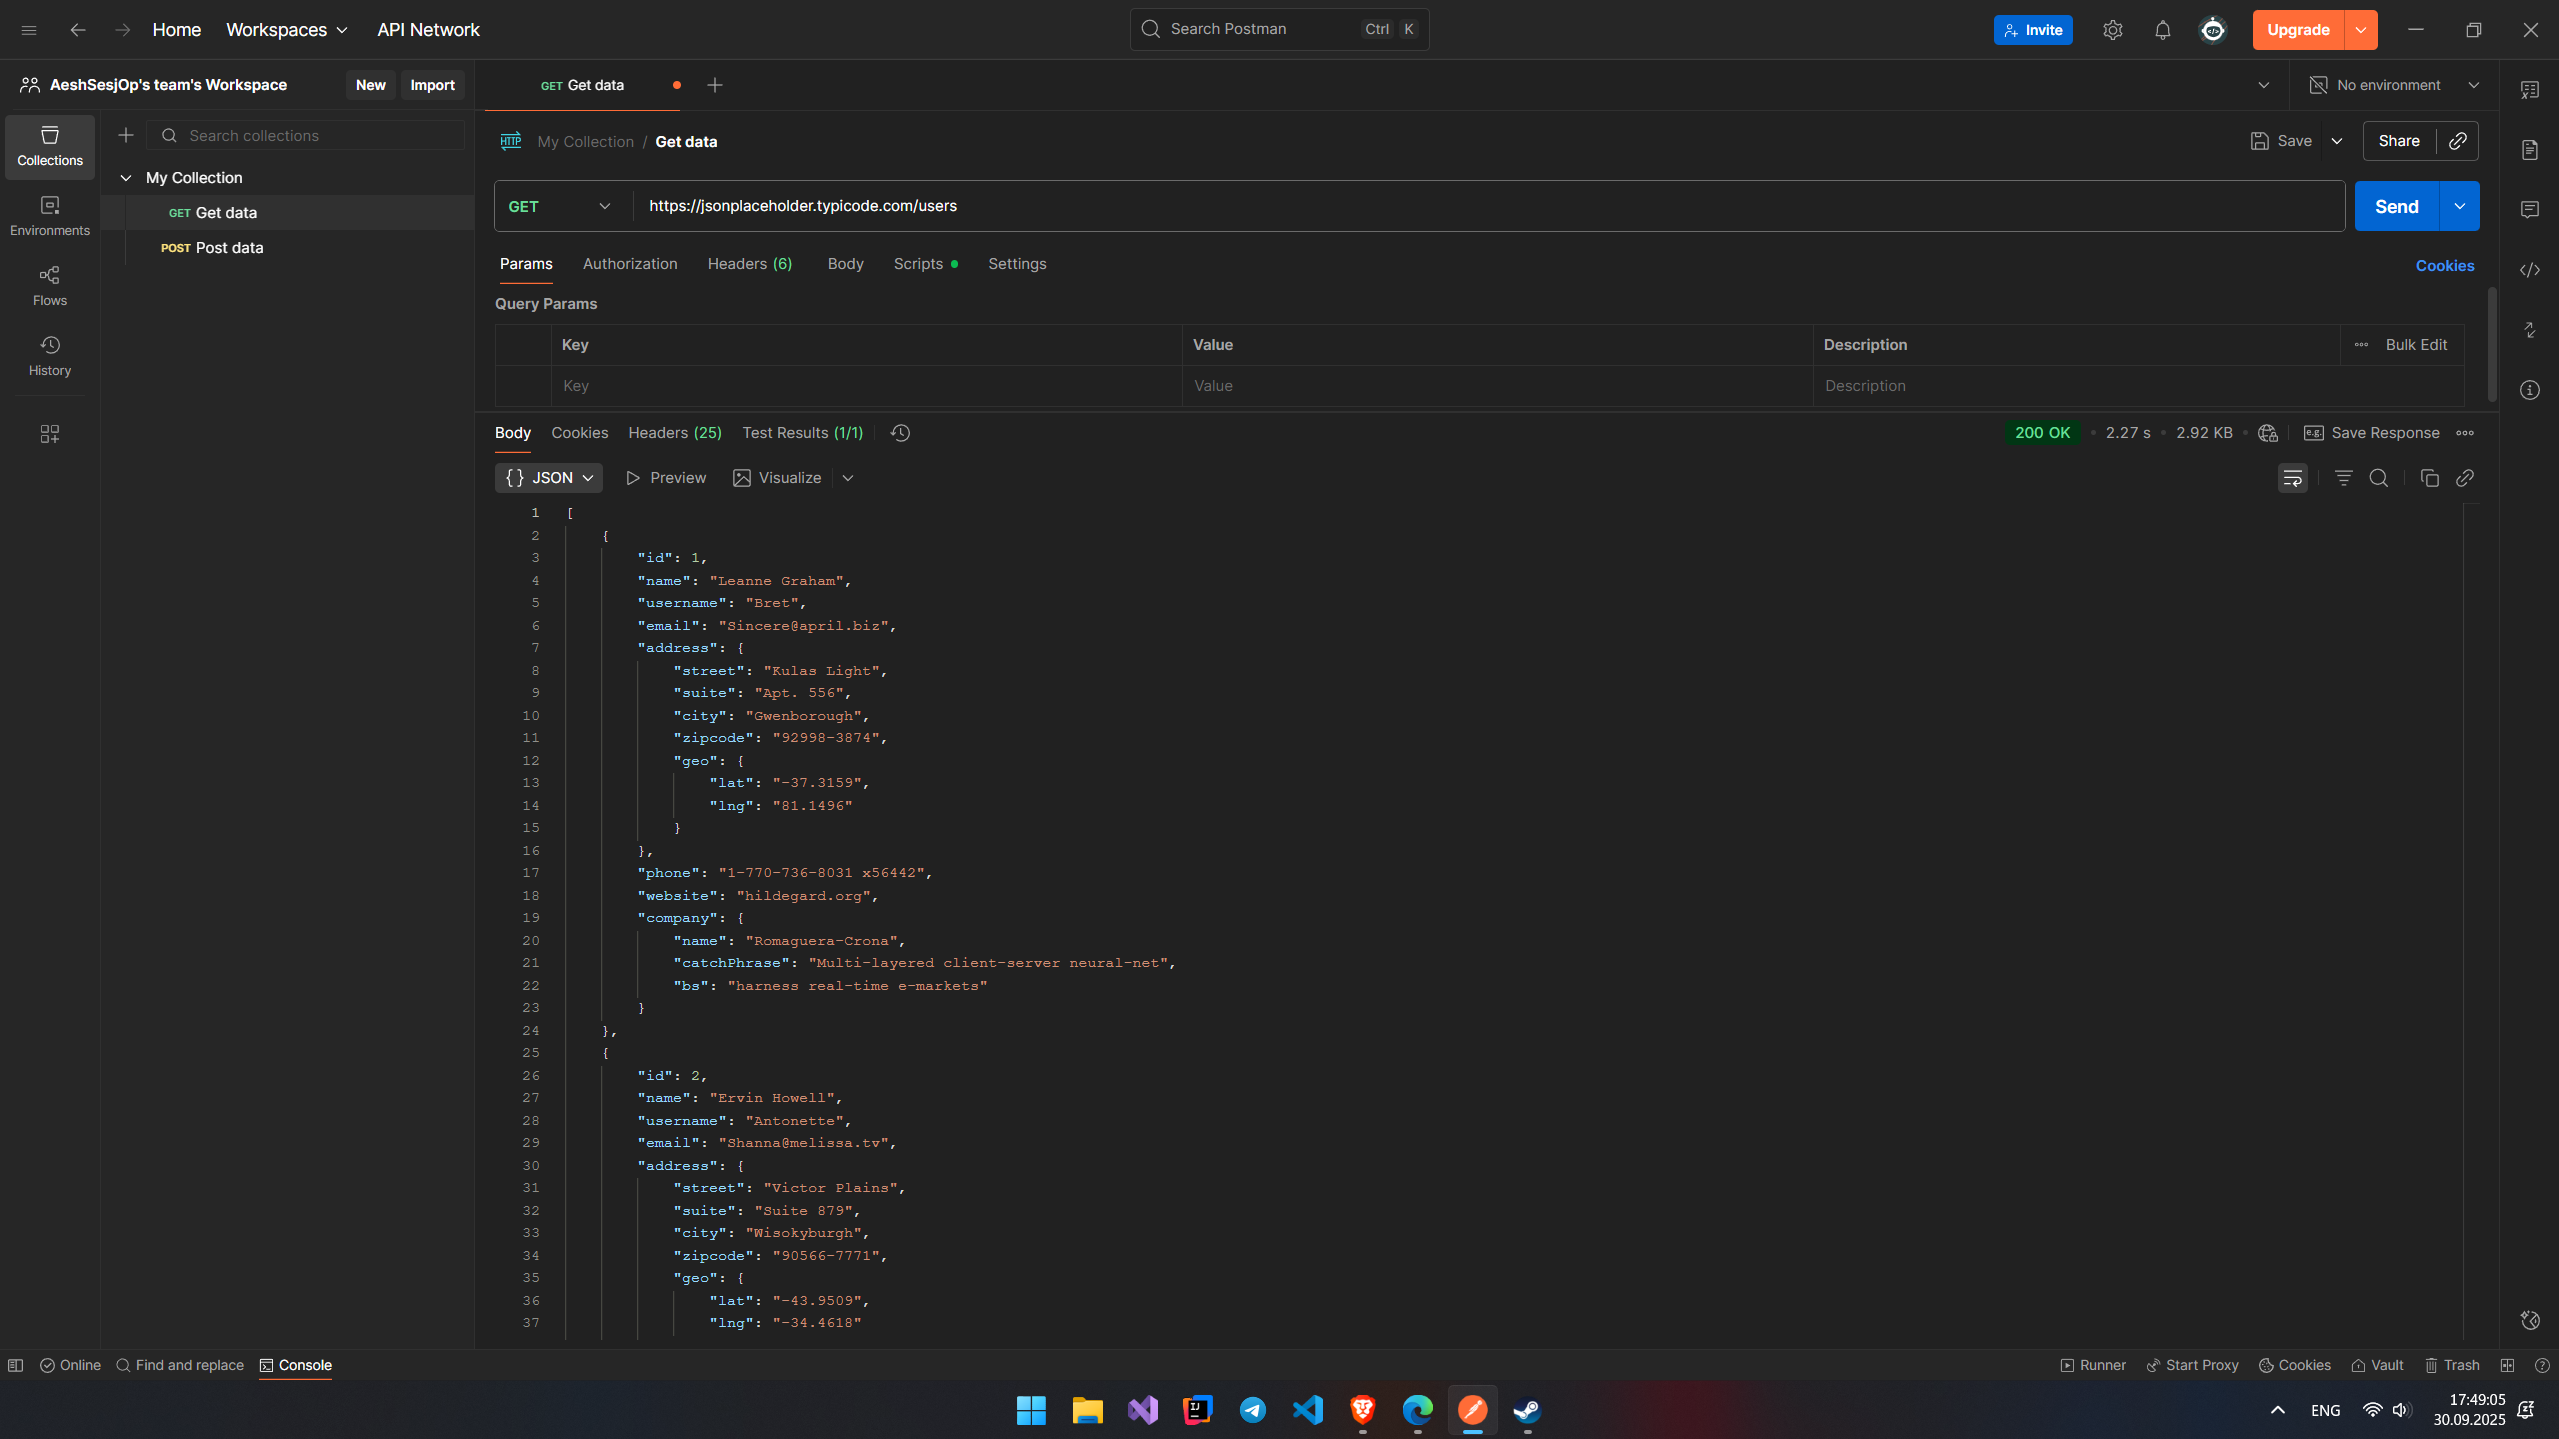 Home Workspaces API Network Search Postman Ctrl K Invite Upgrade
AeshSesjOp's team's Workspace New Import GET Get data No environment
Collections
Environments
Flows
History
Search collections
My Collection
GET Get data
POST Post data
HTTP My Collection / Get data Save Share
GET https://jsonplaceholder.typicode.com/users Send
Params Authorization Headers (6) Body Scripts Settings Cookies
Query Params
Key Value Description Bulk Edit
Key Value Description
Body Cookies Headers (25) Test Results (1/1) 200 OK • 2.27 s • 2.92 KB • e.g. Save Response
{} JSON Preview Visualize
1 [
2 {
3 "id": 1,
4 "name": "Leanne Graham",
5 "username": "Bret",
6 "email": "Sincere@april.biz",
7 "address": {
8 "street": "Kulas Light",
9 "suite": "Apt. 556",
10 "city": "Gwenborough",
11 "zipcode": "92998-3874",
12 "geo": {
13 "lat": "-37.3159",
14 "lng": "81.1496"
15 }
16 },
17 "phone": "1-770-736-8031 x56442",
18 "website": "hildegard.org",
19 "company": {
20 "name": "Romaguera-Crona",
21 "catchPhrase": "Multi-layered client-server neural-net",
22 "bs": "harness real-time e-markets"
23 }
24 },
25 {
26 "id": 2,
27 "name": "Ervin Howell",
28 "username": "Antonette",
29 "email": "Shanna@melissa.tv",
30 "address": {
31 "street": "Victor Plains",
32 "suite": "Suite 879",
33 "city": "Wisokyburgh",
34 "zipcode": "90566-7771",
35 "geo": {
36 "lat": "-43.9509",
37 "lng": "-34.4618"
Online Find and replace Console Runner Start Proxy Cookies Vault Trash
IJ ENG 17:49:05
30.09.2025